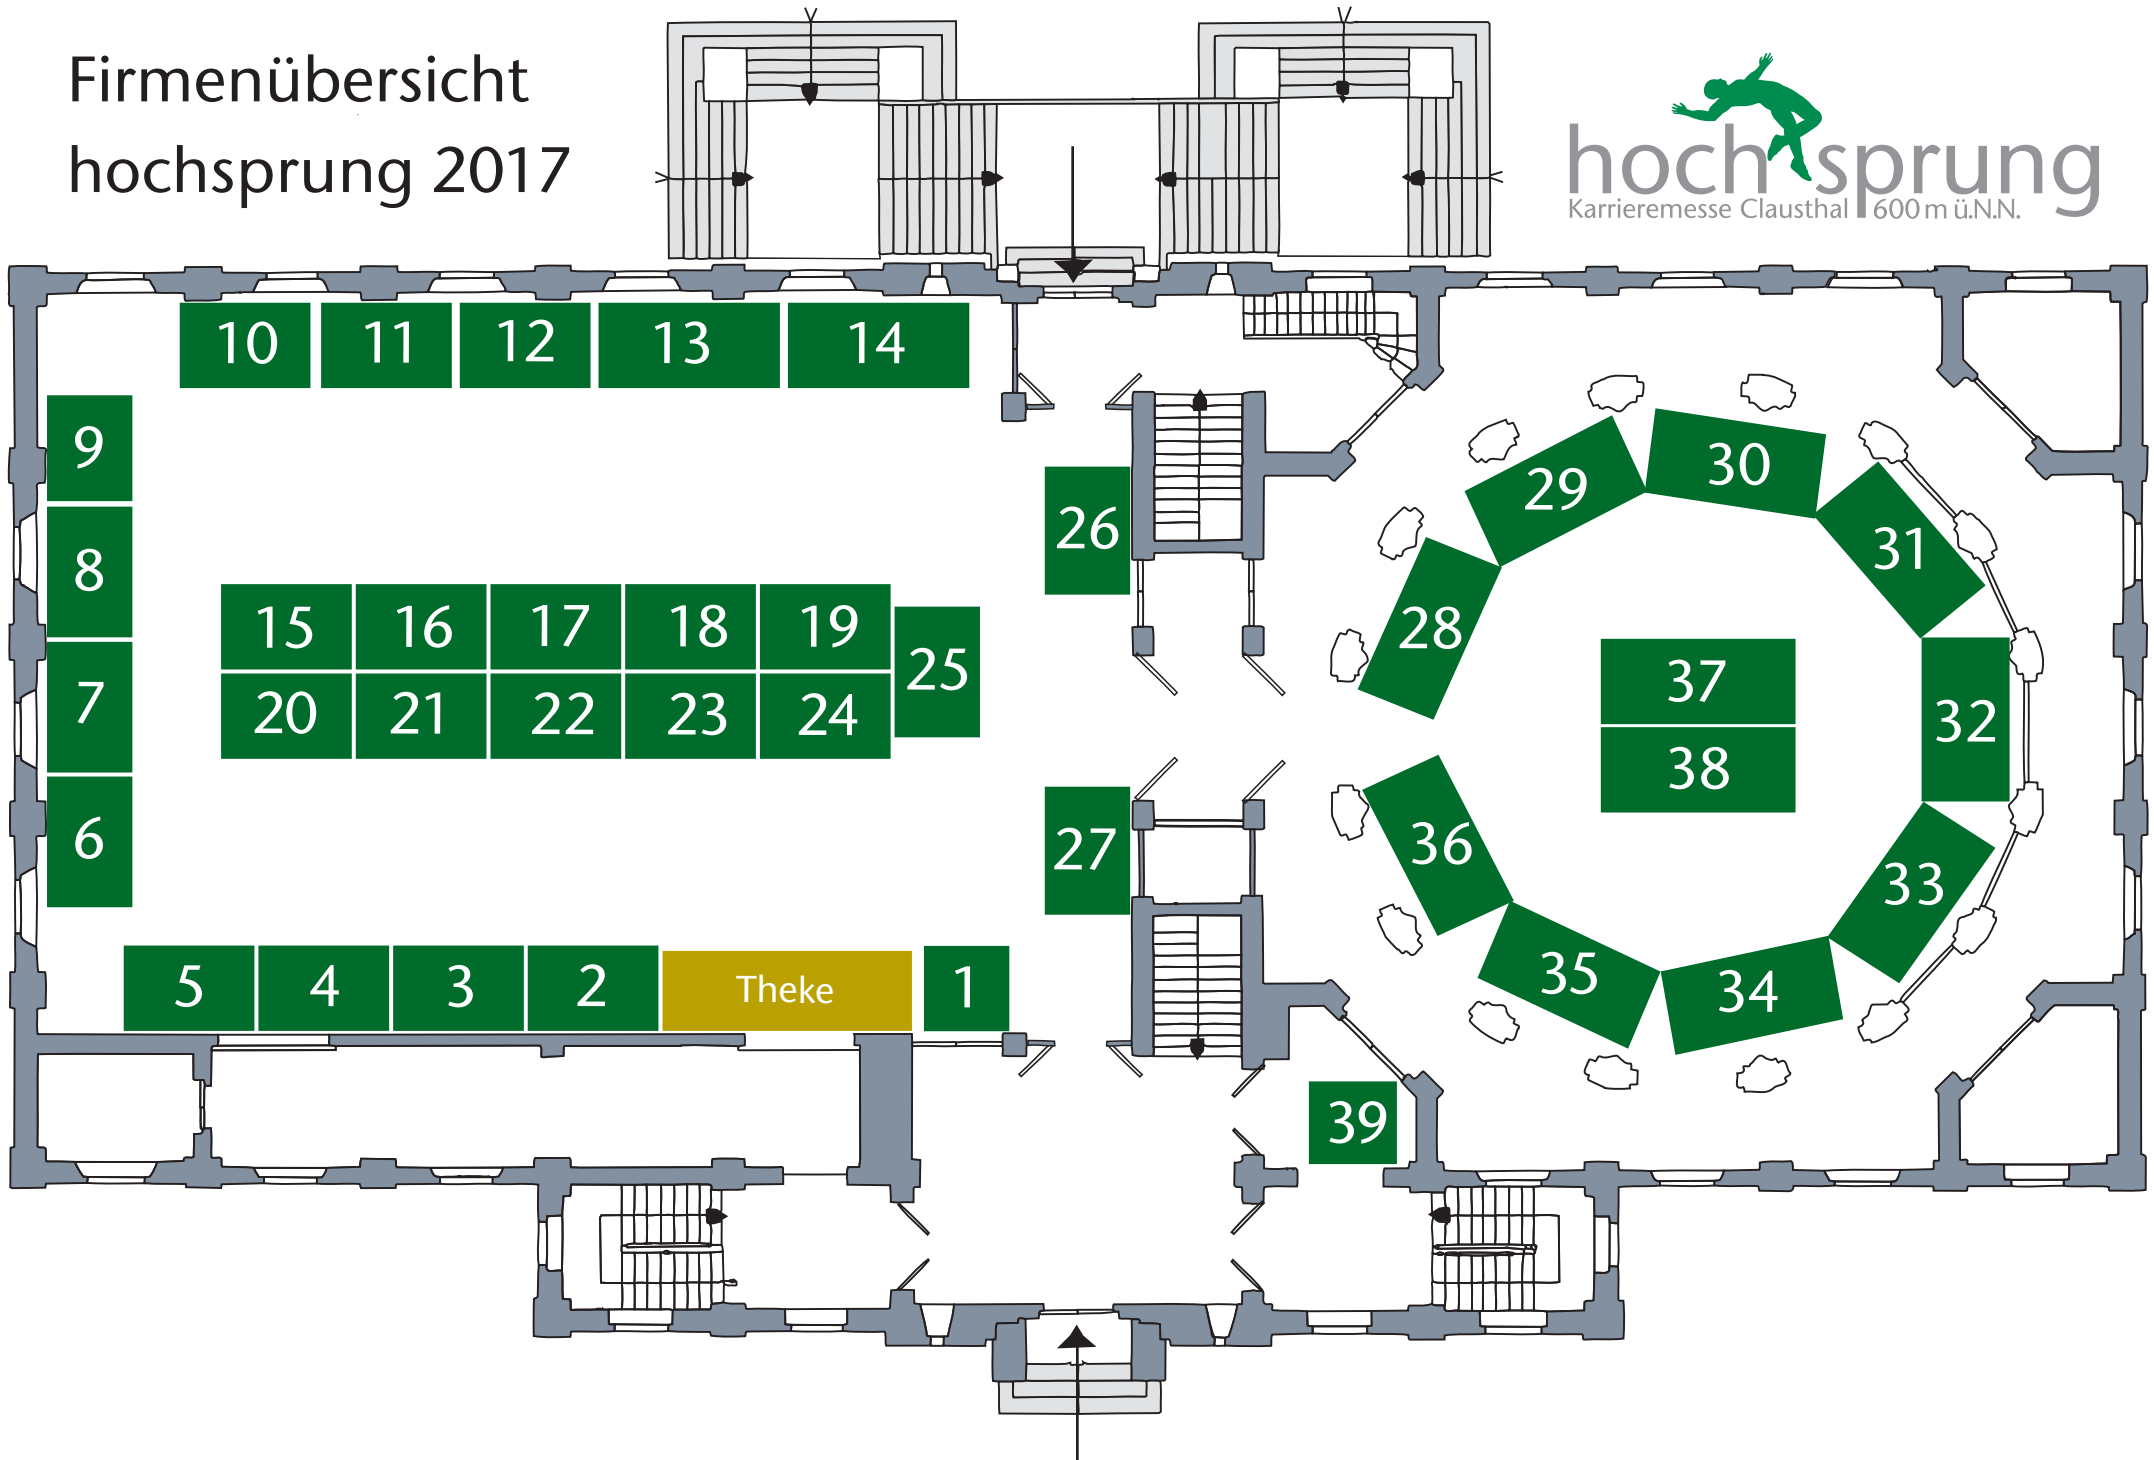 Firmenübersicht
hochsprung 2017
hochsprung
Karrieremesse Clausthal 600 m ü.N.N.
10 11 12 13 14
9
8
7
6
15 16 17 18 19
20 21 22 23 24
25
26
27
5 4 3 2 Theke 1
28
29
30
31
32
33
34
35
36
37
38
39